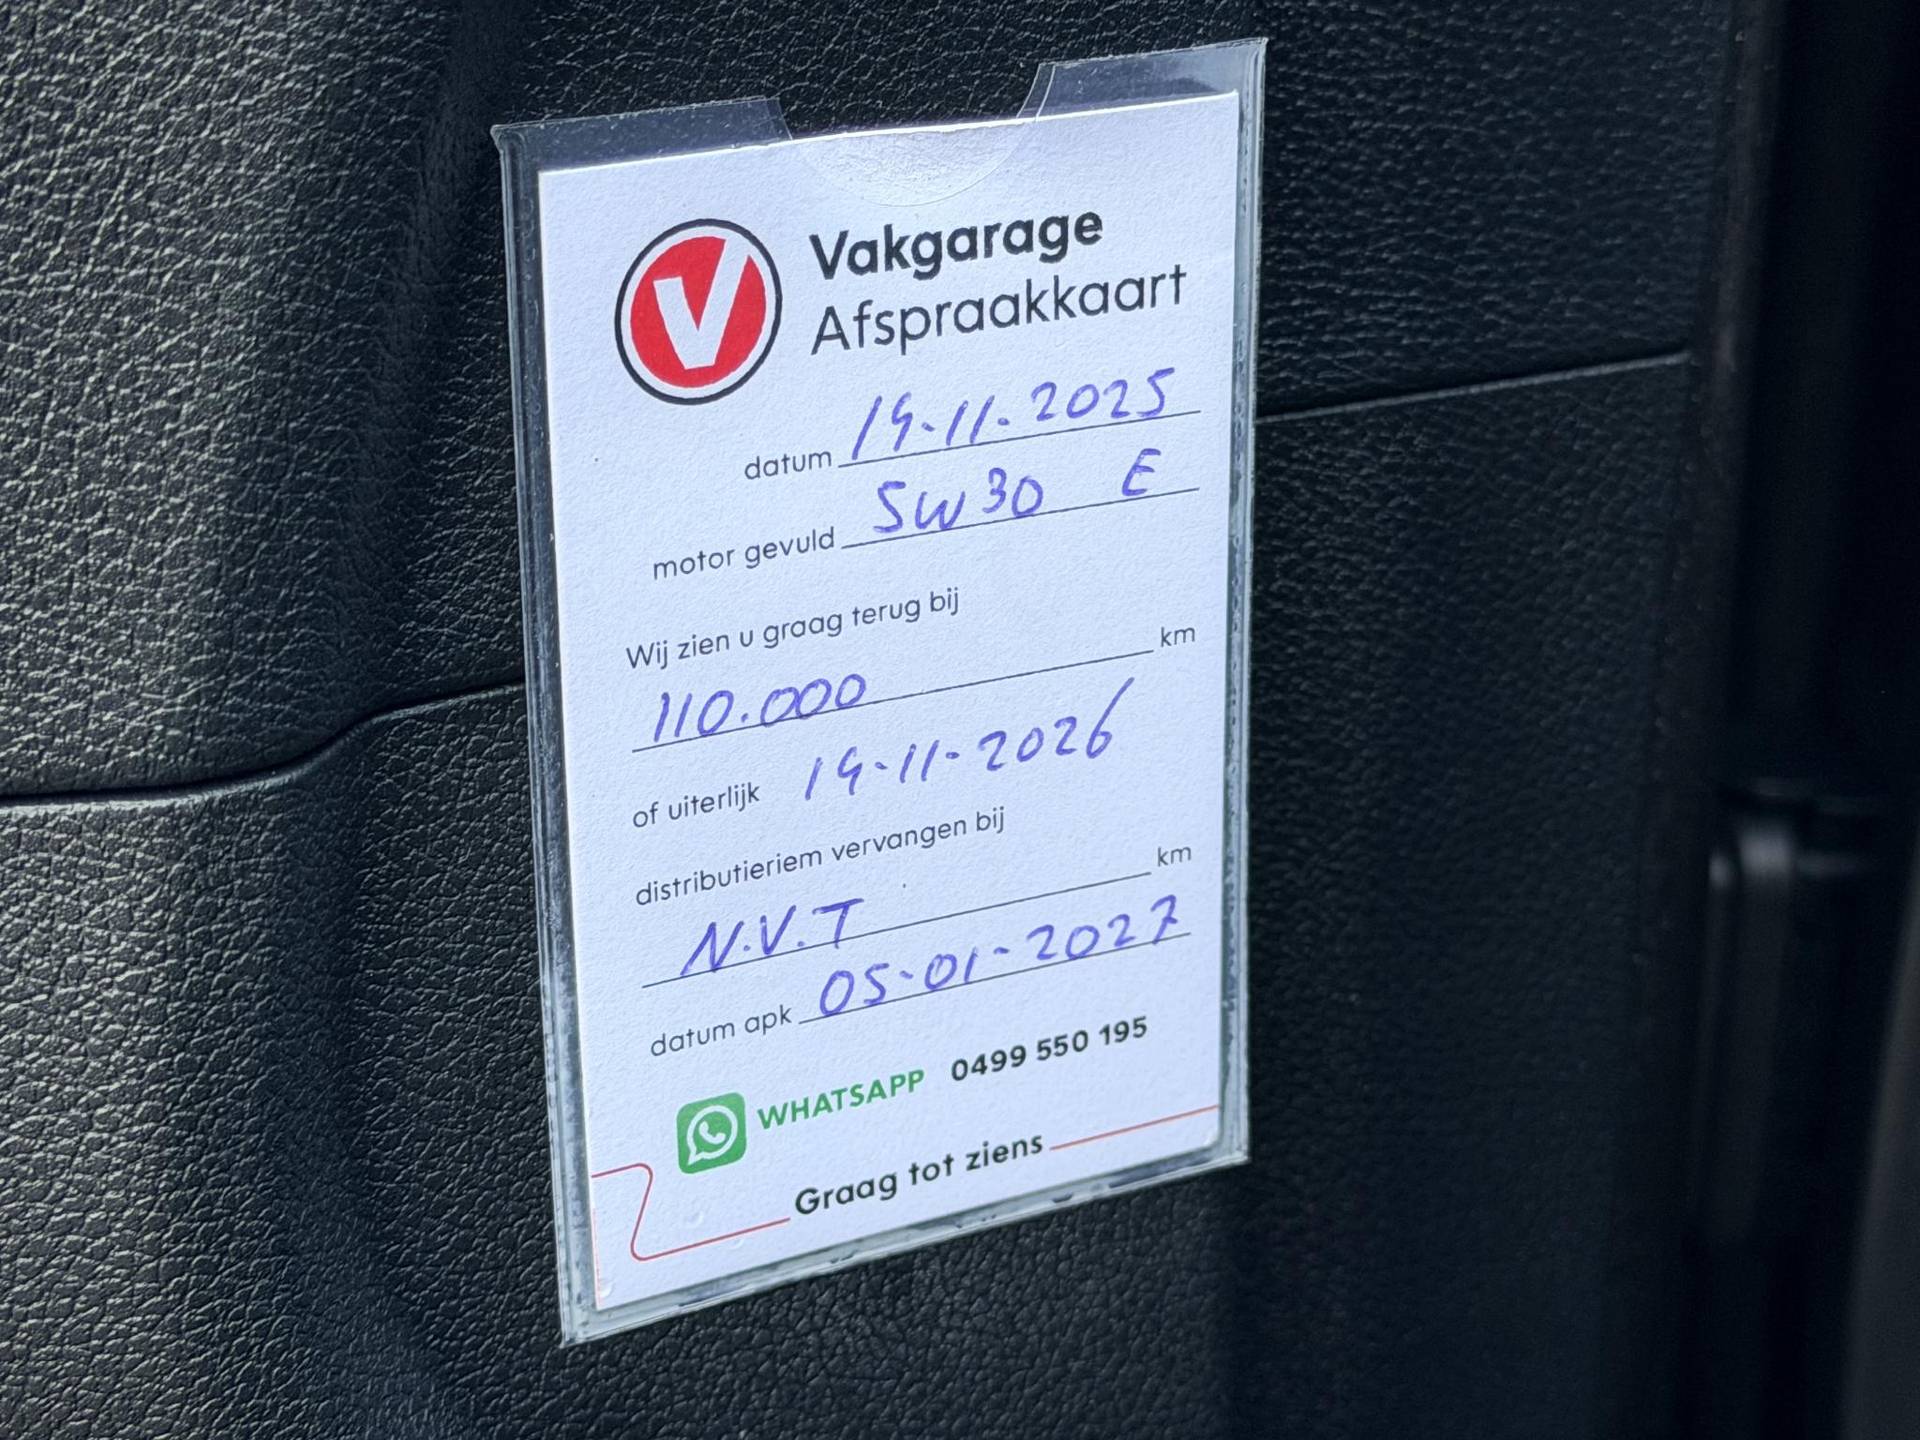 Vakgarage
Afspraakkaart
datum 19-11-2025
motor gevuld 5W30 E
Wij zien u graag terug bij
110.000 km
of uiterlijk 19-11-2026
distributieriem vervangen bij
N.V.T km
datum apk 05-01-2027
WHATSAPP 0499 550 195
Graag tot ziens